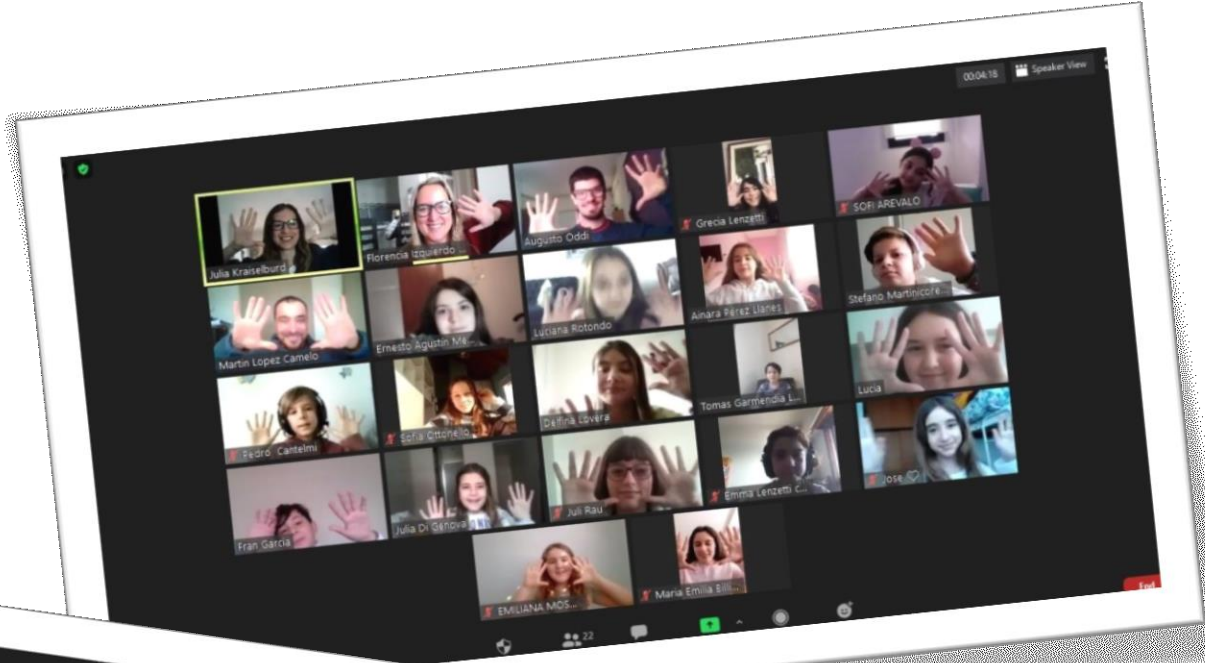 00:04:18 Speaker View
Julia Kraiselburd
Florencia Izquierdo ...
Augusto Oddi
Grecia Lenzetti
SOFI AREVALO
Martin Lopez Camelo
Ernesto Agustin Me...
Luciana Rotondo
Ainara Pérez Llanes
Stefano Martinicore...
Pedro Cantelmi
Sofia Ottonello
Delfina Lovera
Tomas Garmendia L...
Lucia
Fran Garcia
Julia Di Genova
Juli Rau
Emma Lenzetti c...
Jose
EMILIANA MOS...
Maria Emilia Billi...
22
End